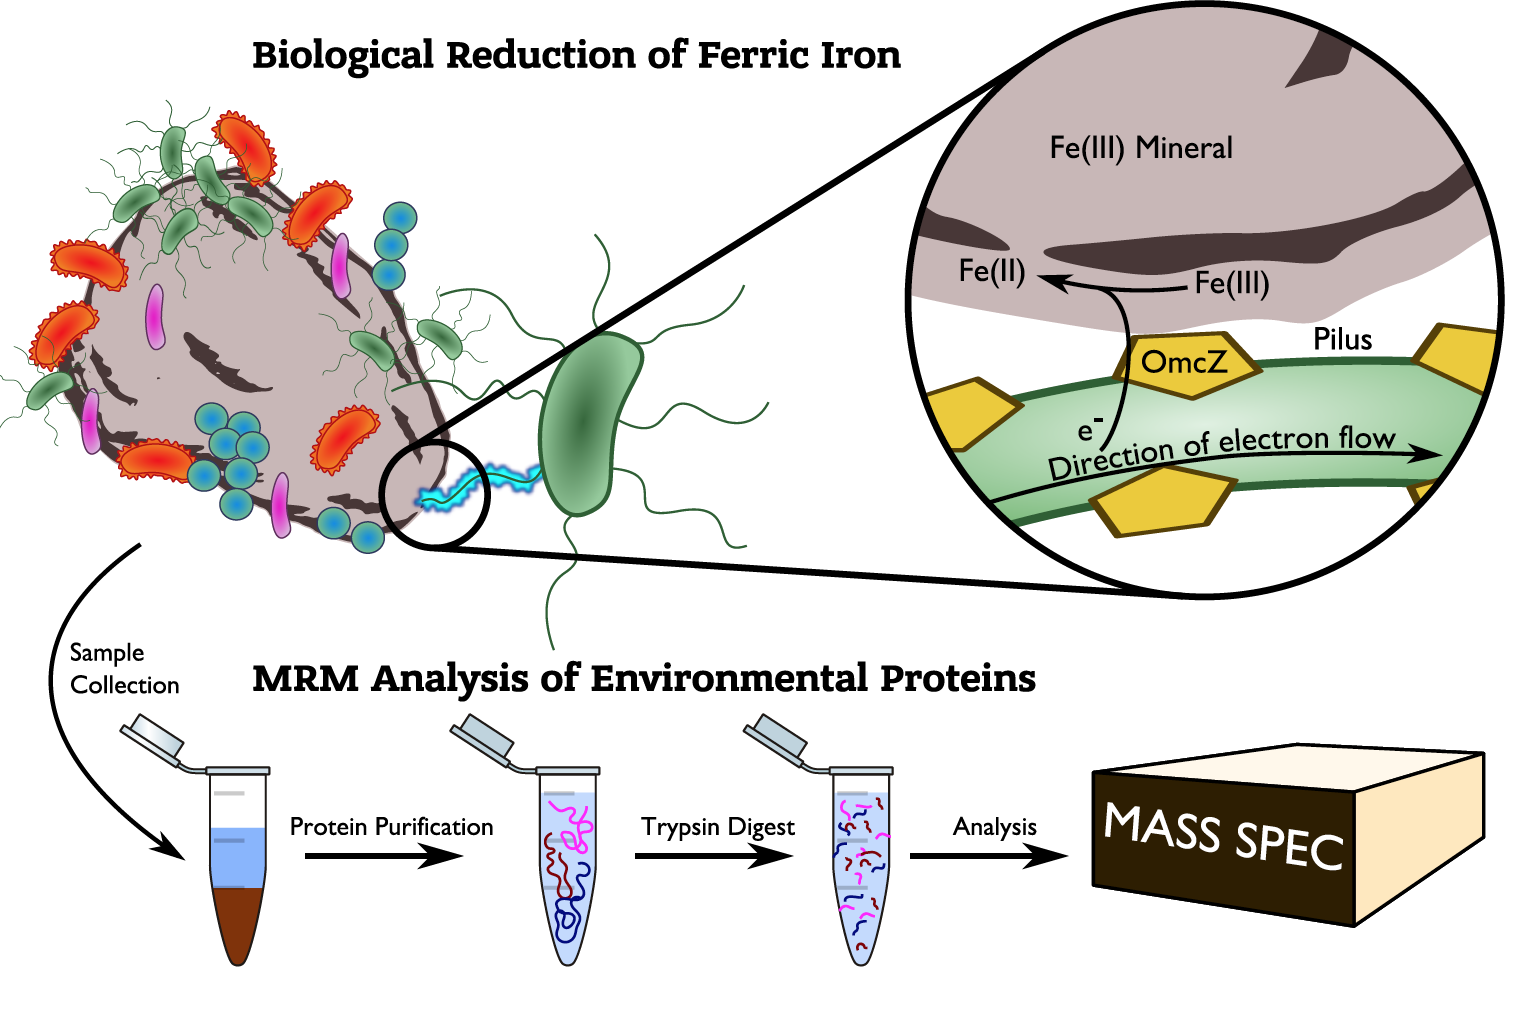 Biological Reduction of Ferric Iron
Fe(III) Mineral
Fe(II)
Fe(III)
Pilus
OmcZ
e-
Direction of electron flow
Sample
Collection
MRM Analysis of Environmental Proteins
Protein Purification
Trypsin Digest
Analysis
MASS SPEC